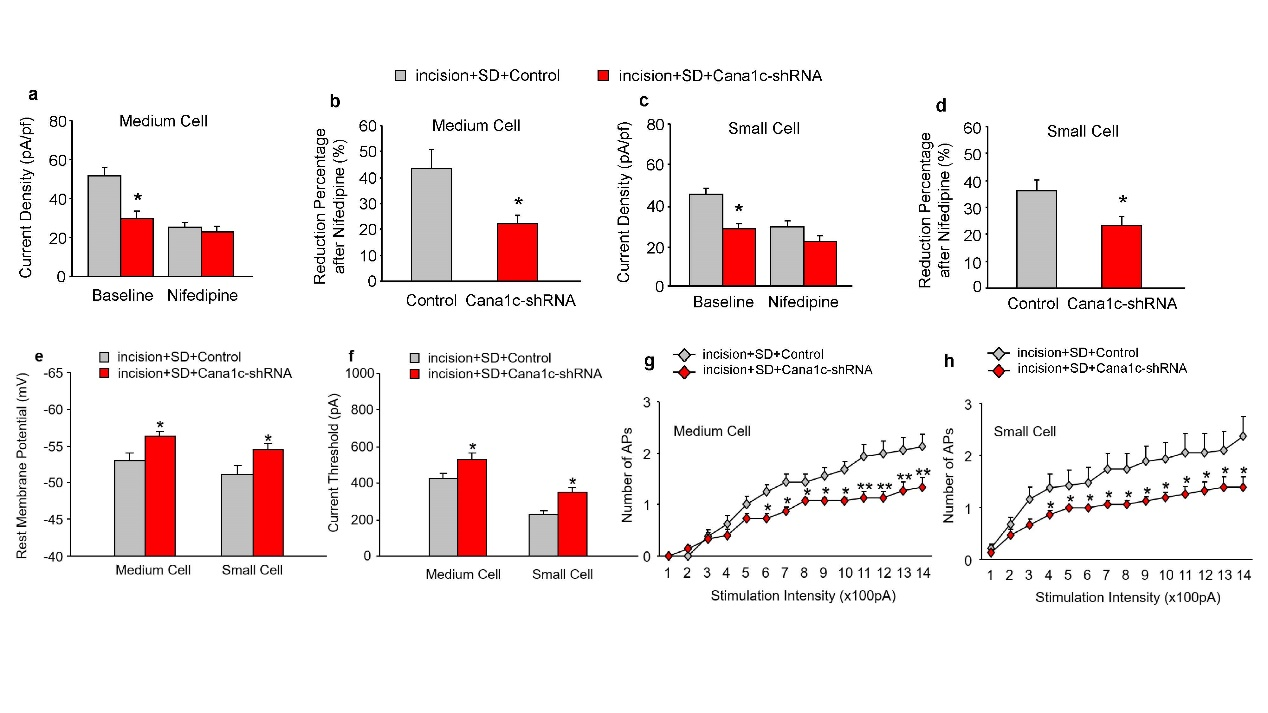 incision+SD+Control
incision+SD+Cana1c-shRNA
a
Medium Cell
Current Density (pA/pf)
80
60
40
20
0
*
Baseline
Nifedipine
b
Medium Cell
Reduction Percentage
after Nifedipine (%)
60
50
40
30
20
10
0
*
Control
Cana1c-shRNA
c
Small Cell
Current Density (pA/pf)
80
60
40
20
0
*
Baseline
Nifedipine
d
Small Cell
Reduction Percentage
after Nifedipine (%)
60
50
40
30
20
10
0
*
Control
Cana1c-shRNA
e
incision+SD+Control
incision+SD+Cana1c-shRNA
Rest Membrane Potential (mV)
-65
-60
-55
-50
-45
-40
*
*
Medium Cell
Small Cell
f
incision+SD+Control
incision+SD+Cana1c-shRNA
Current Threshold (pA)
1000
800
600
400
200
0
*
*
Medium Cell
Small Cell
g
incision+SD+Control
incision+SD+Cana1c-shRNA
Medium Cell
Number of APs
3
2
1
0
* * * * * ** ** ** **
1 2 3 4 5 6 7 8 9 10 11 12 13 14
Stimulation Intensity (x100pA)
h
incision+SD+Control
incision+SD+Cana1c-shRNA
Small Cell
Number of APs
3
2
1
0
* * * * * * * * * * *
1 2 3 4 5 6 7 8 9 10 11 12 13 14
Stimulation Intensity (x100pA)